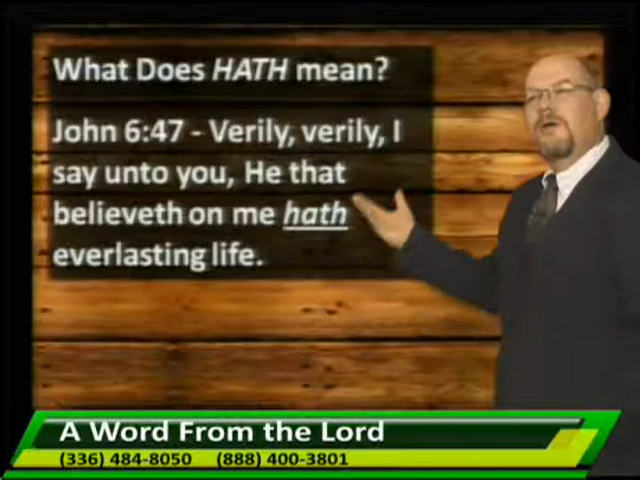 What Does HATH mean?
John 6:47 - Verily, verily, I
say unto you, He that
believeth on me hath
everlasting life.
A Word From the Lord
(336) 484-8050 (888) 400-3801